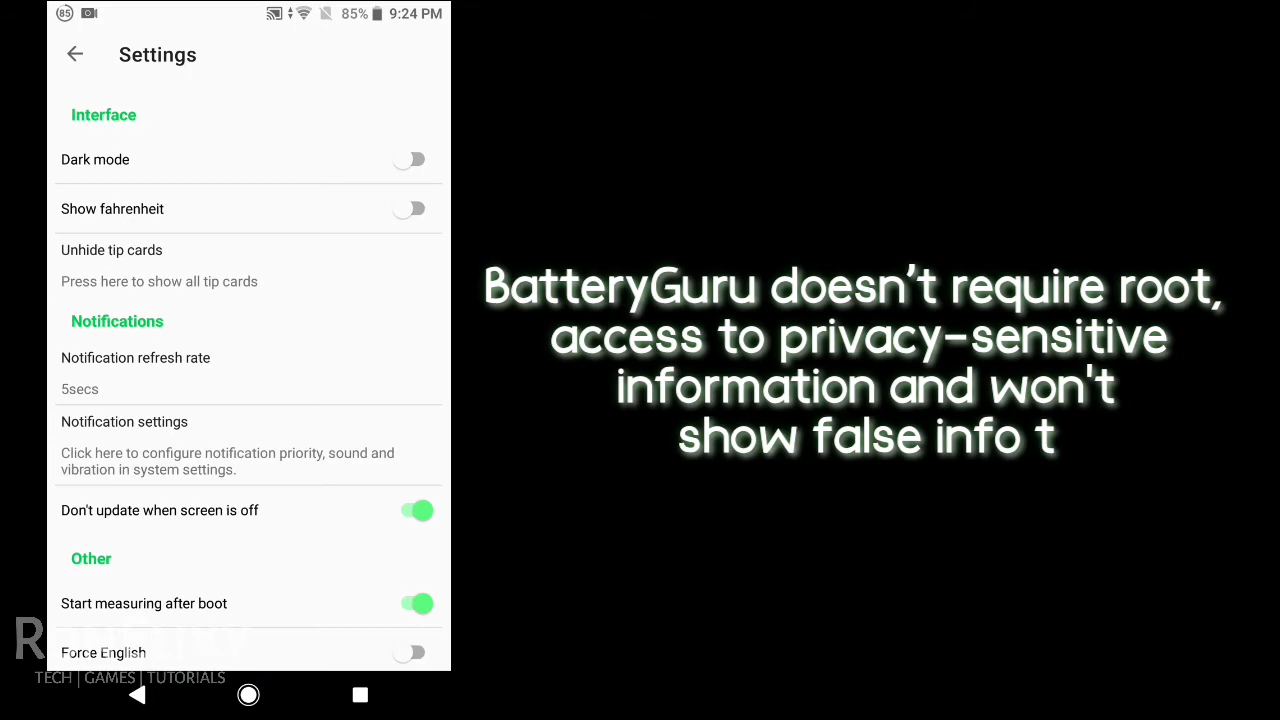 85
85%
9:24 PM
Settings
Interface
Dark mode
Show fahrenheit
Unhide tip cards
Press here to show all tip cards
Notifications
Notification refresh rate
5secs
Notification settings
Click here to configure notification priority, sound and
vibration in system settings.
Don't update when screen is off
Other
Start measuring after boot
Force English
TECH | GAMES | TUTORIALS
BatteryGuru doesn't require root,
access to privacy-sensitive
information and won't
show false info t